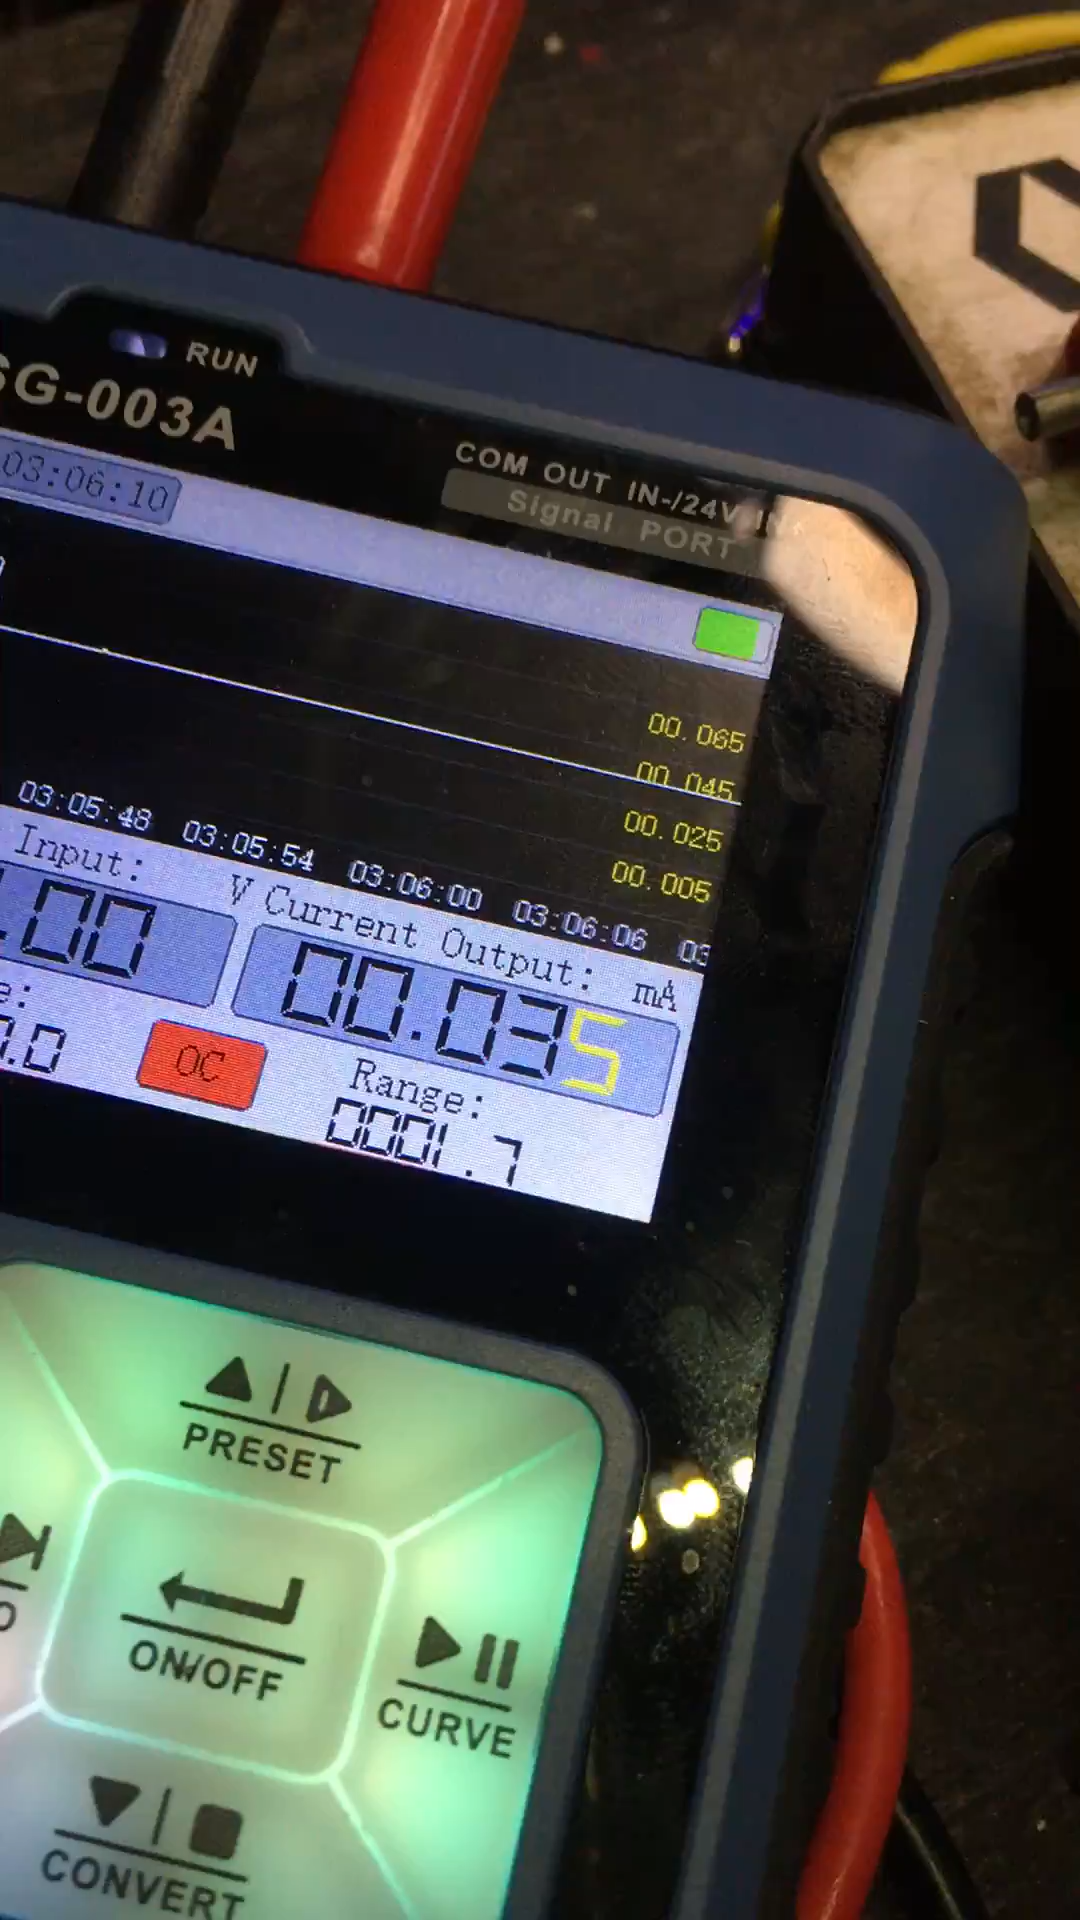 RUN
SG-003A
COM OUT IN-/24V IN
Signal PORT
03:06:10
00.065
00.045
00.025
00.005
03:05:48 03:05:54 03:06:00 03:06:06 03
Input: V
.00
Current Output: mA
00.035
e:
0.0
OC
Range:
0001.7
PRESET
ON/OFF
CURVE
CONVERT